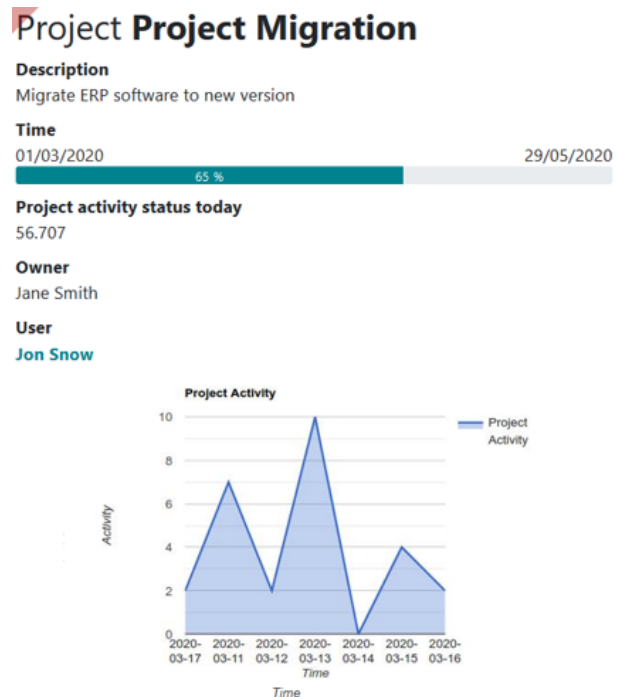 Project Project Migration
Description
Migrate ERP software to new version
Time
01/03/2020 29/05/2020
65 %
Project activity status today
56.707
Owner
Jane Smith
User
Jon Snow
Project Activity
10
8
6
4
2
0
Activity
Project
Activity
2020- 2020- 2020- 2020- 2020- 2020- 2020-
03-17 03-11 03-12 03-13 03-14 03-15 03-16
Time
Time